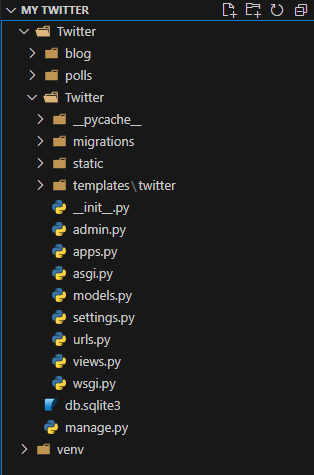 MY TWITTER
Twitter
blog
polls
Twitter
__pycache__
migrations
static
templates\twitter
__init__.py
admin.py
apps.py
asgi.py
models.py
settings.py
urls.py
views.py
wsgi.py
db.sqlite3
manage.py
venv